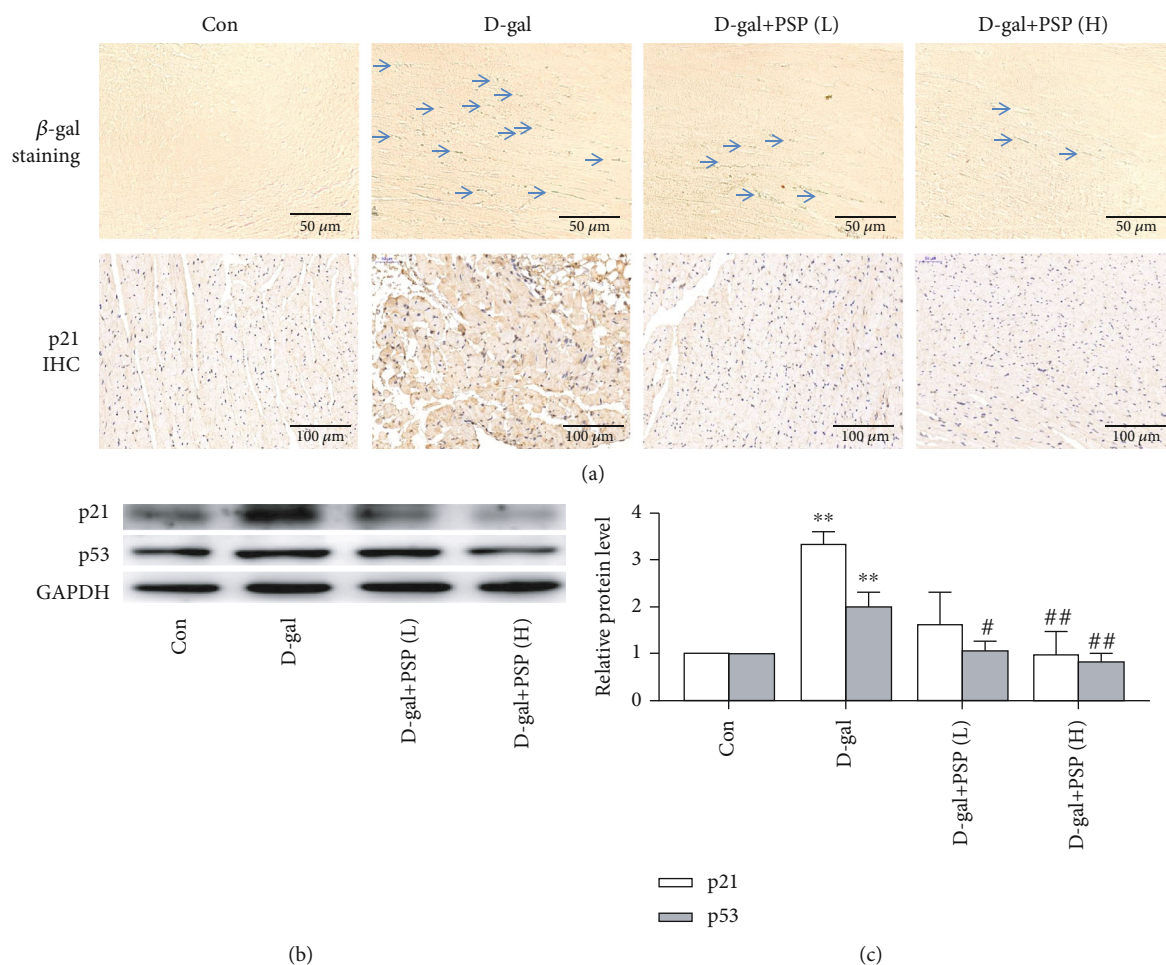 Con
D-gal
D-gal+PSP (L)
D-gal+PSP (H)
β-gal
staining
50 μm
50 μm
50 μm
50 μm
p21
IHC
100 μm
100 μm
100 μm
100 μm
(a)
p21
p53
GAPDH
Con
D-gal
D-gal+PSP (L)
D-gal+PSP (H)
(b)
Relative protein level
4
3
2
1
0
**
**
#
##
##
Con
D-gal
D-gal+PSP (L)
D-gal+PSP (H)
p21
p53
(c)